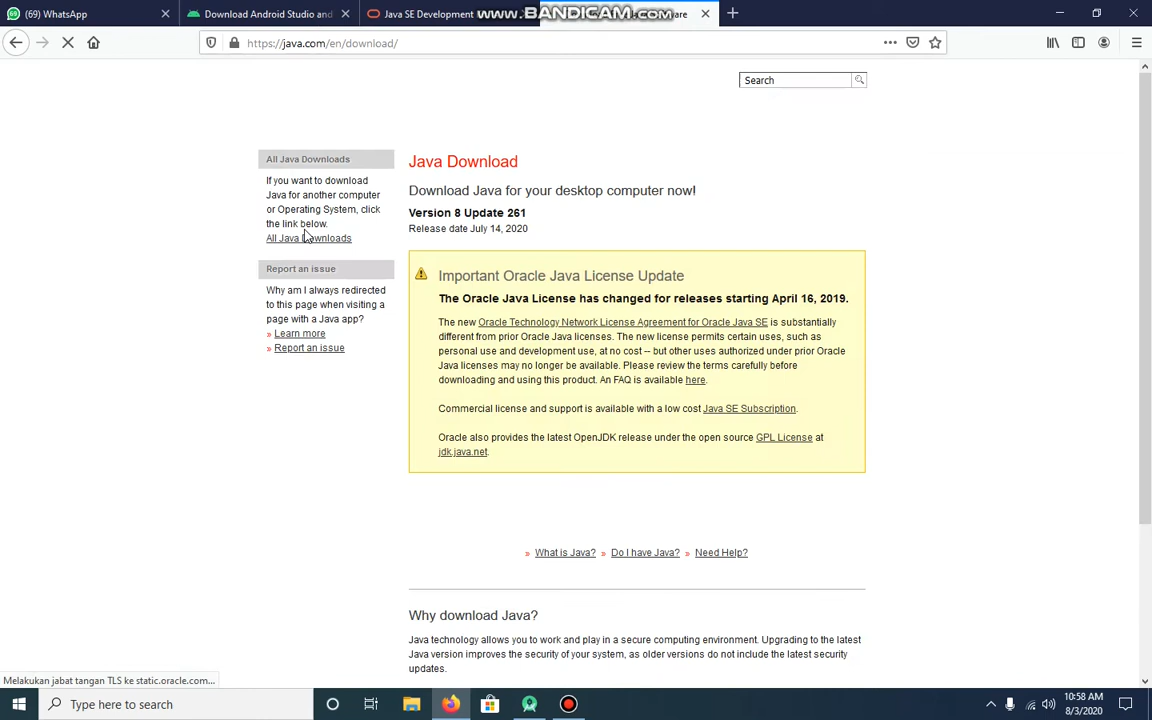 (69) WhatsApp
Download Android Studio and
Java SE Development
www.BANDICAM.com
https://java.com/en/download/
Search
All Java Downloads
If you want to download
Java for another computer
or Operating System, click
the link below.
All Java Downloads
Report an issue
Why am I always redirected
to this page when visiting a
page with a Java app?
» Learn more
» Report an issue
Java Download
Download Java for your desktop computer now!
Version 8 Update 261
Release date July 14, 2020
Important Oracle Java License Update
The Oracle Java License has changed for releases starting April 16, 2019.
The new Oracle Technology Network License Agreement for Oracle Java SE is substantially
different from prior Oracle Java licenses. The new license permits certain uses, such as
personal use and development use, at no cost -- but other uses authorized under prior Oracle
Java licenses may no longer be available. Please review the terms carefully before
downloading and using this product. An FAQ is available here.
Commercial license and support is available with a low cost Java SE Subscription.
Oracle also provides the latest OpenJDK release under the open source GPL License at
jdk.java.net.
» What is Java? » Do I have Java? » Need Help?
Why download Java?
Java technology allows you to work and play in a secure computing environment. Upgrading to the latest
Java version improves the security of your system, as older versions do not include the latest security
updates.
Melakukan jabat tangan TLS ke static.oracle.com...
Type here to search
10:58 AM
8/3/2020